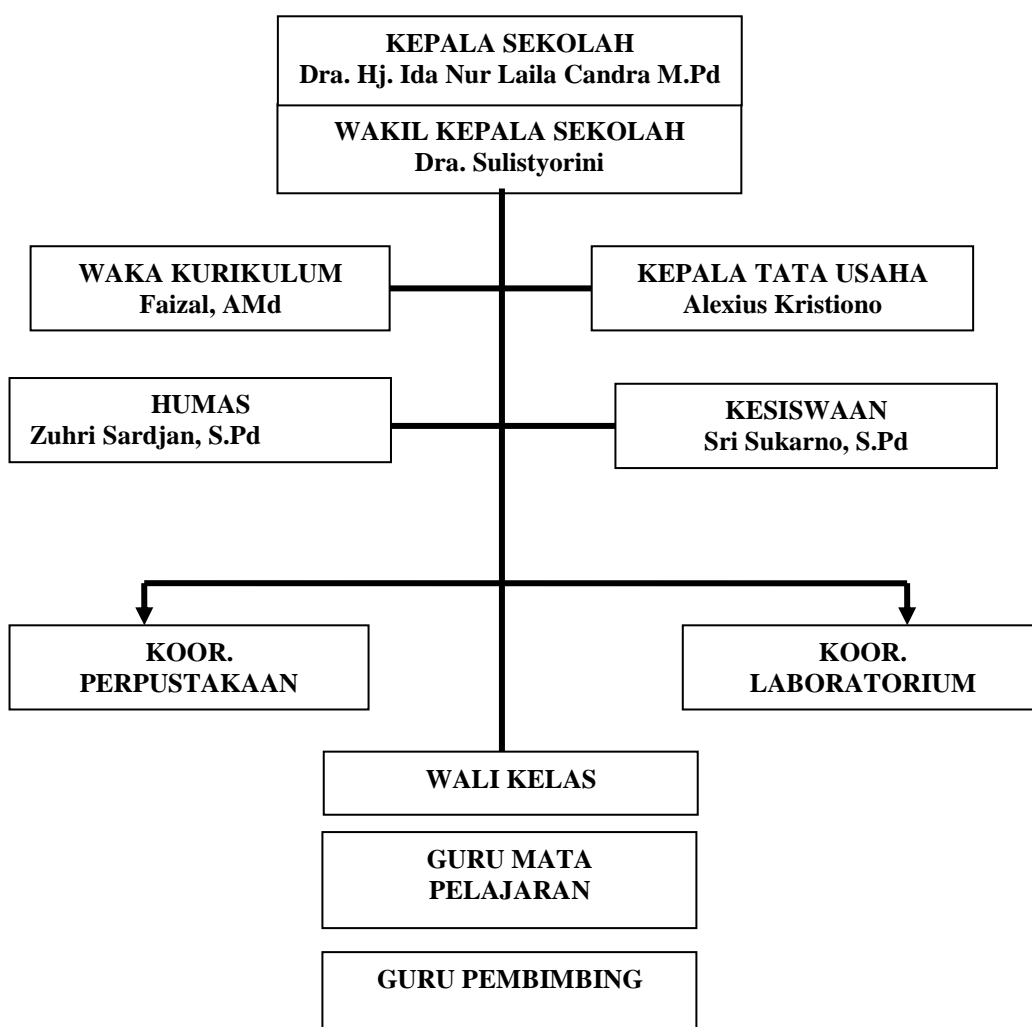 KEPALA SEKOLAH
Dra. Hj. Ida Nur Laila Candra M.Pd
WAKIL KEPALA SEKOLAH
Dra. Sulistyorini
WAKA KURIKULUM
Faizal, AMd
KEPALA TATA USAHA
Alexius Kristiono
HUMAS
Zuhri Sardjan, S.Pd
KESISWAAN
Sri Sukarno, S.Pd
KOOR.
PERPUSTAKAAN
KOOR.
LABORATORIUM
WALI KELAS
GURU MATA
PELAJARAN
GURU PEMBIMBING